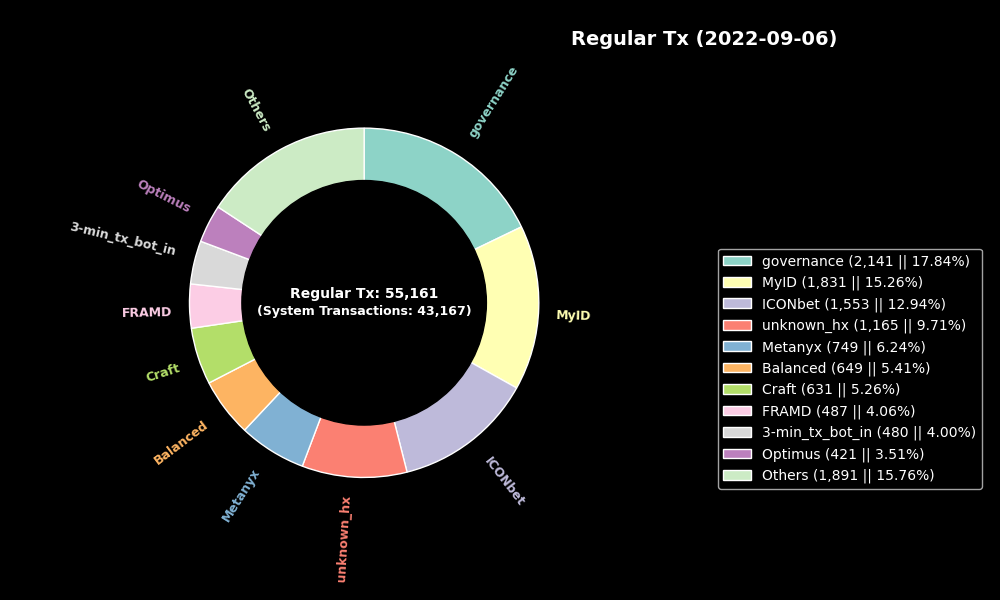 Regular Tx (2022-09-06)
governance
Others
Optimus
3-min_tx_bot_in
FRAMD
MyID
Craft
Balanced
Metanyx
unknown_hx
ICONbet
Regular Tx: 55,161
(System Transactions: 43,167)
governance (2,141 || 17.84%)
MyID (1,831 || 15.26%)
ICONbet (1,553 || 12.94%)
unknown_hx (1,165 || 9.71%)
Metanyx (749 || 6.24%)
Balanced (649 || 5.41%)
Craft (631 || 5.26%)
FRAMD (487 || 4.06%)
3-min_tx_bot_in (480 || 4.00%)
Optimus (421 || 3.51%)
Others (1,891 || 15.76%)